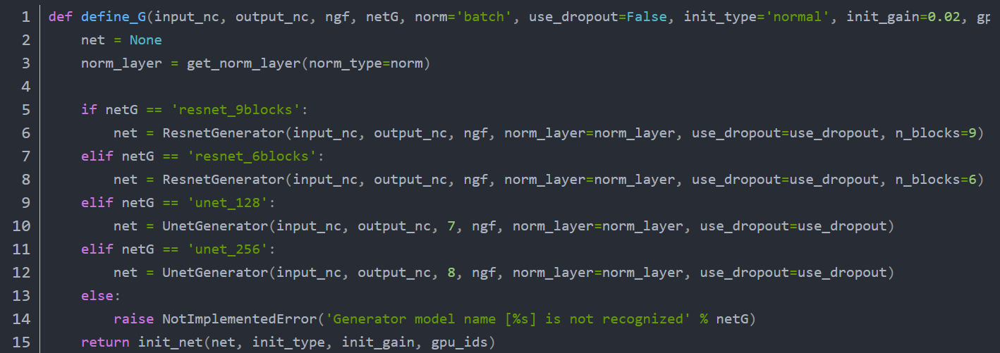 1 def define_G(input_nc, output_nc, ngf, netG, norm='batch', use_dropout=False, init_type='normal', init_gain=0.02, gp
2     net = None
3     norm_layer = get_norm_layer(norm_type=norm)
4
5     if netG == 'resnet_9blocks':
6         net = ResnetGenerator(input_nc, output_nc, ngf, norm_layer=norm_layer, use_dropout=use_dropout, n_blocks=9)
7     elif netG == 'resnet_6blocks':
8         net = ResnetGenerator(input_nc, output_nc, ngf, norm_layer=norm_layer, use_dropout=use_dropout, n_blocks=6)
9     elif netG == 'unet_128':
10         net = UnetGenerator(input_nc, output_nc, 7, ngf, norm_layer=norm_layer, use_dropout=use_dropout)
11     elif netG == 'unet_256':
12         net = UnetGenerator(input_nc, output_nc, 8, ngf, norm_layer=norm_layer, use_dropout=use_dropout)
13     else:
14         raise NotImplementedError('Generator model name [%s] is not recognized' % netG)
15     return init_net(net, init_type, init_gain, gpu_ids)